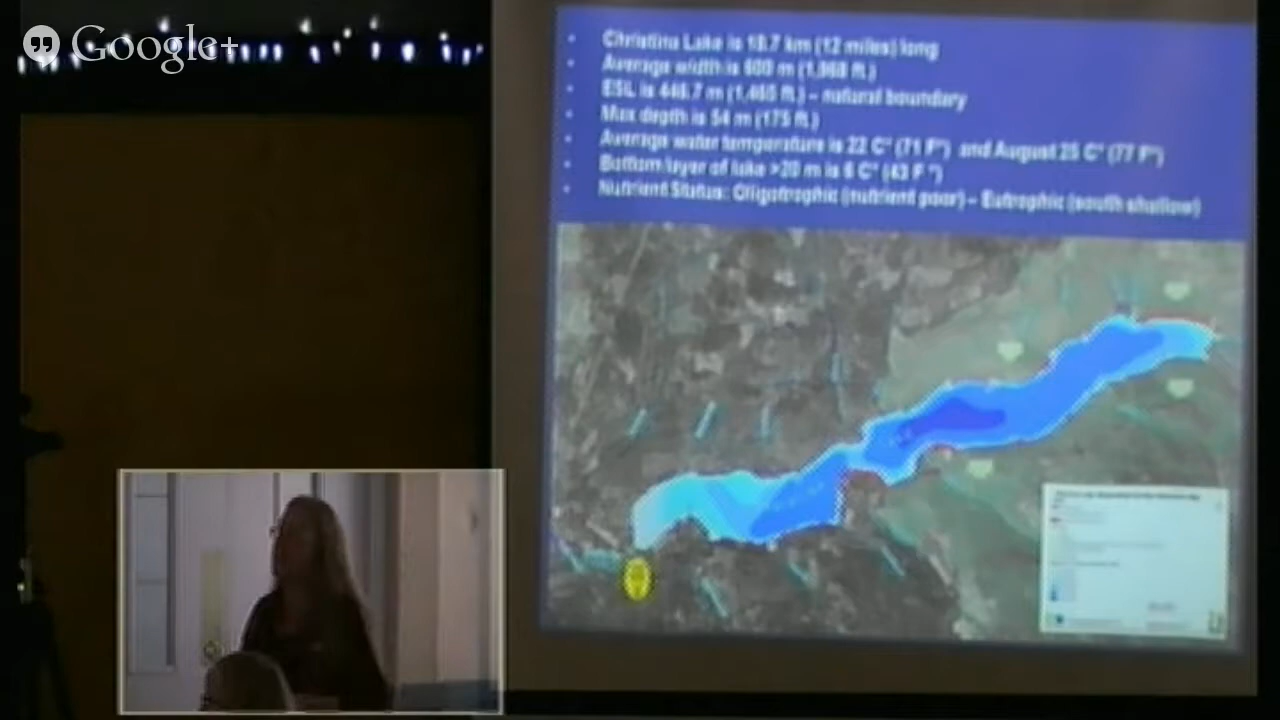 Google+
Christina Lake is 18.7 km (12 miles) long
Average width is 600 m (1,968 ft.)
ESL is 446.7 m (1,465 ft.) – natural boundary
Max depth is 54 m (175 ft.)
Average water temperature is 22 C° (71 F°) and August 25 C° (77 F°)
Bottom layer of lake >20 m is 6 C° (43 F °)
Nutrient Status: Oligotrophic (nutrient poor) – Eutrophic (south shallow)